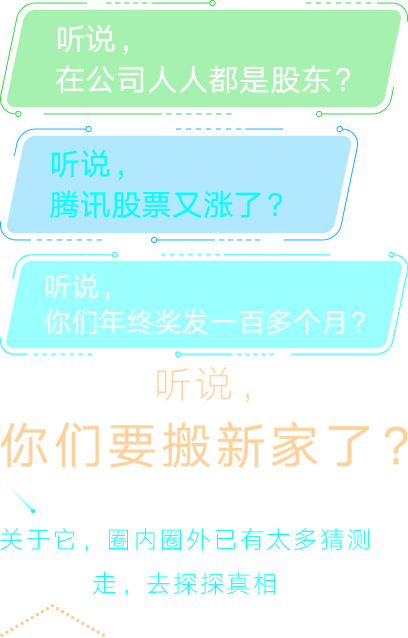 听说，
在公司人人都是股东？
听说，
腾讯股票又涨了？
听说，
你们年终奖发一百多个月？
听说，
你们要搬新家了？
关于它，圈内圈外已有太多猜测
走，去探探真相